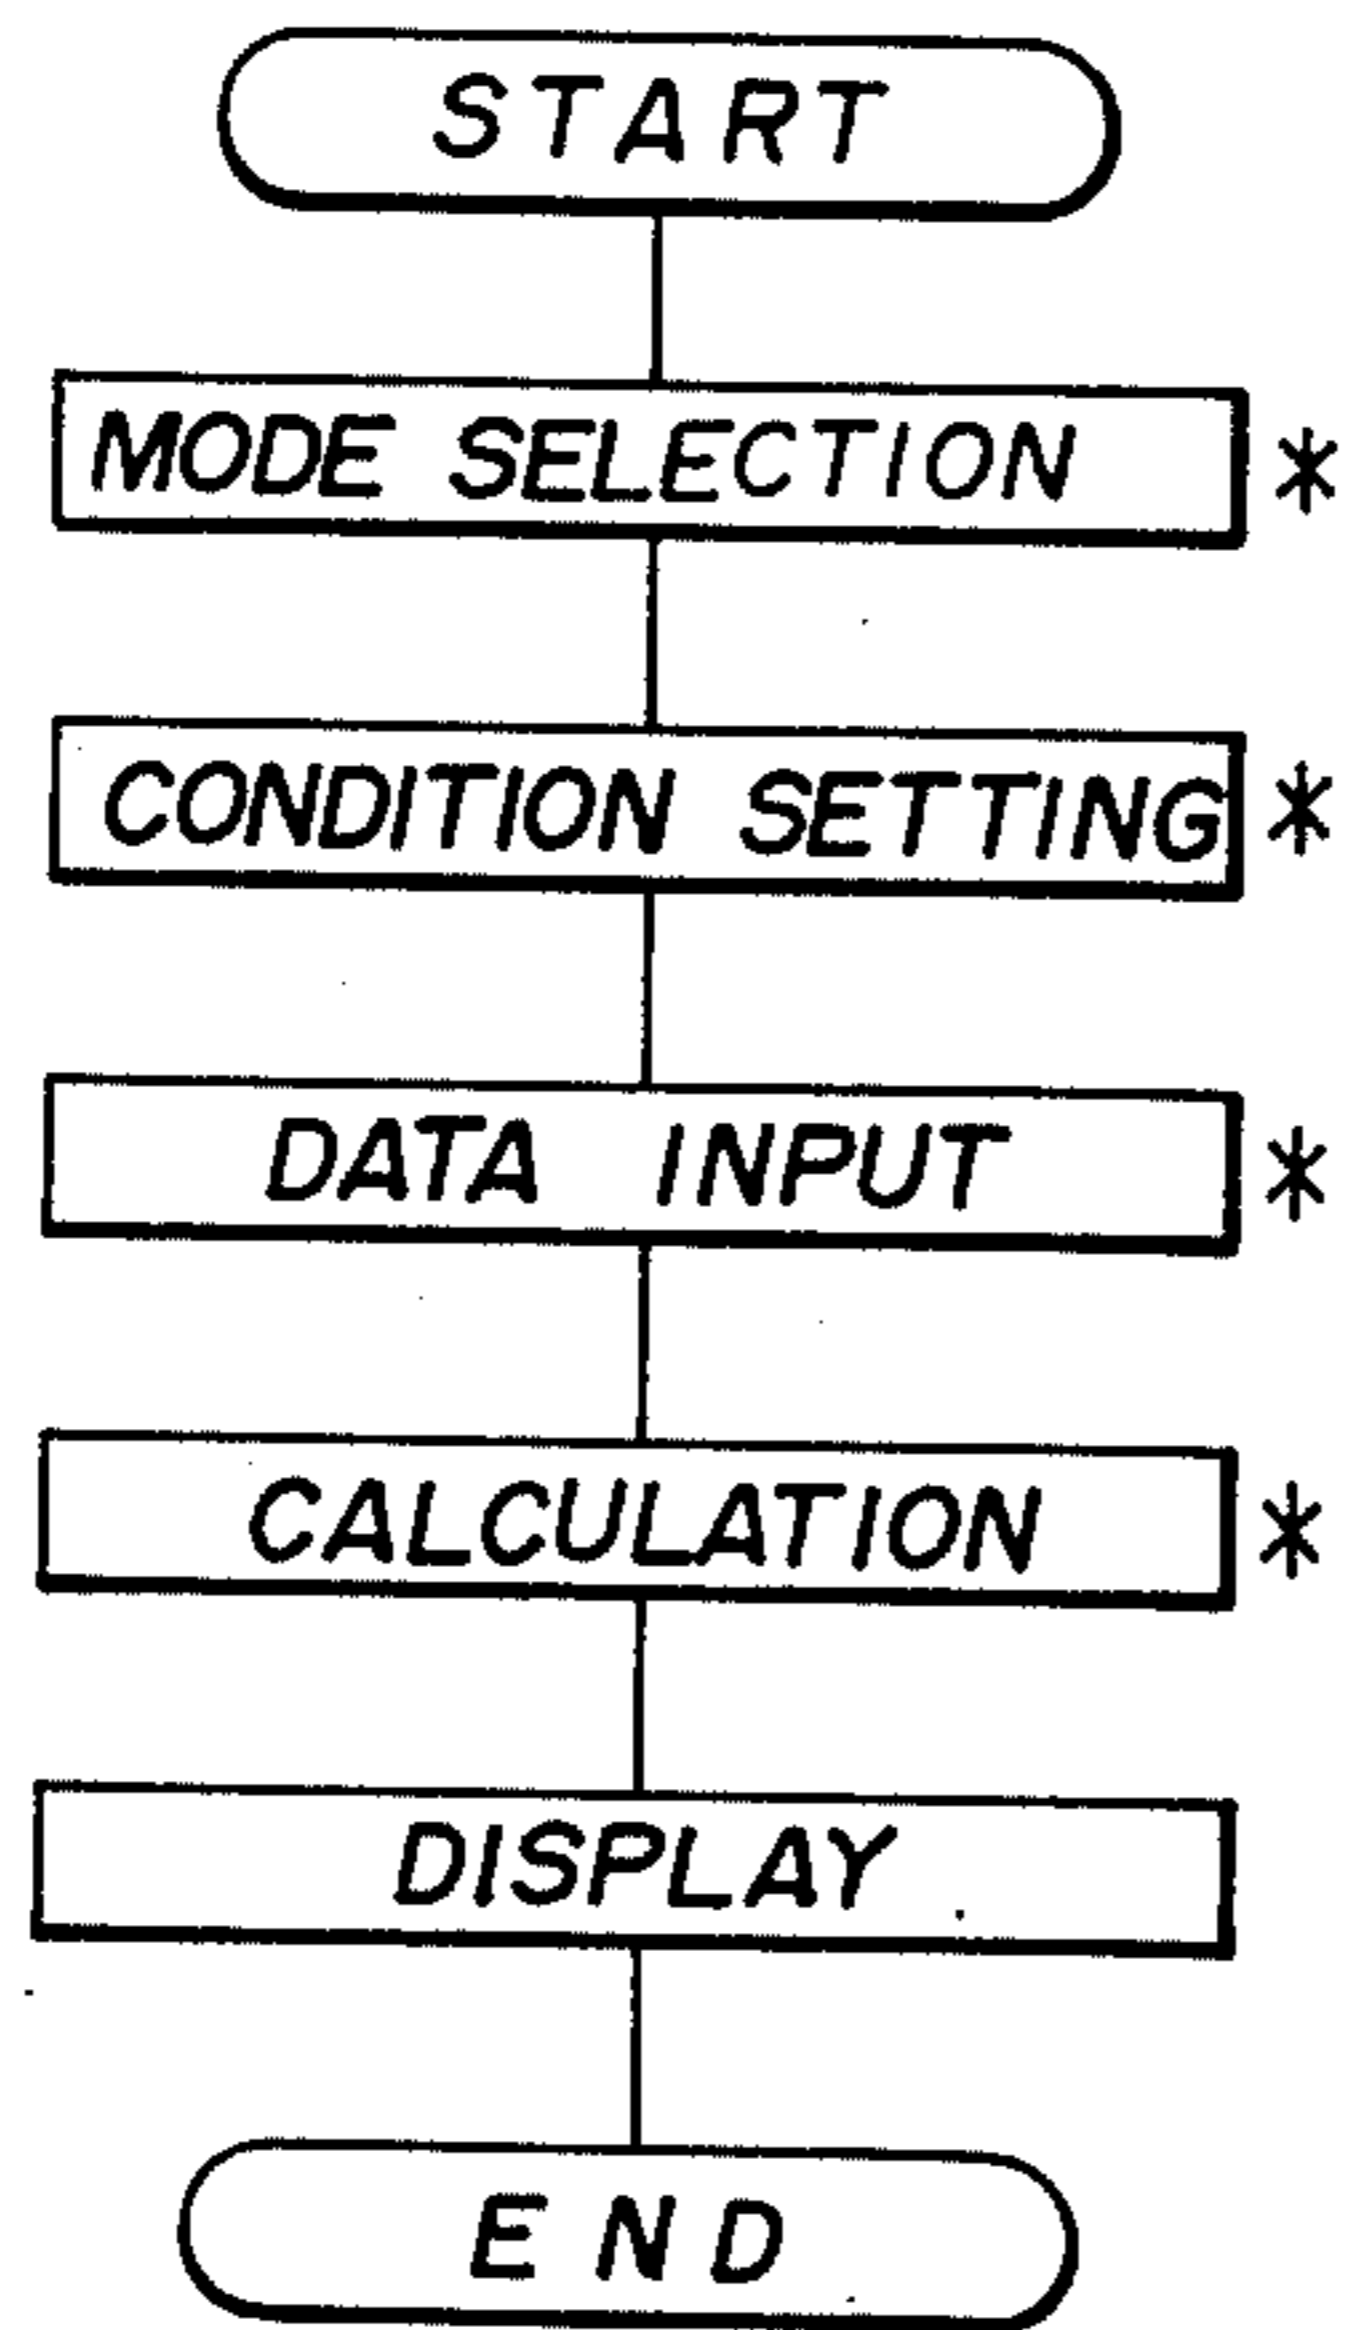 START
MODE SELECTION *
CONDITION SETTING *
DATA INPUT *
CALCULATION *
DISPLAY
END